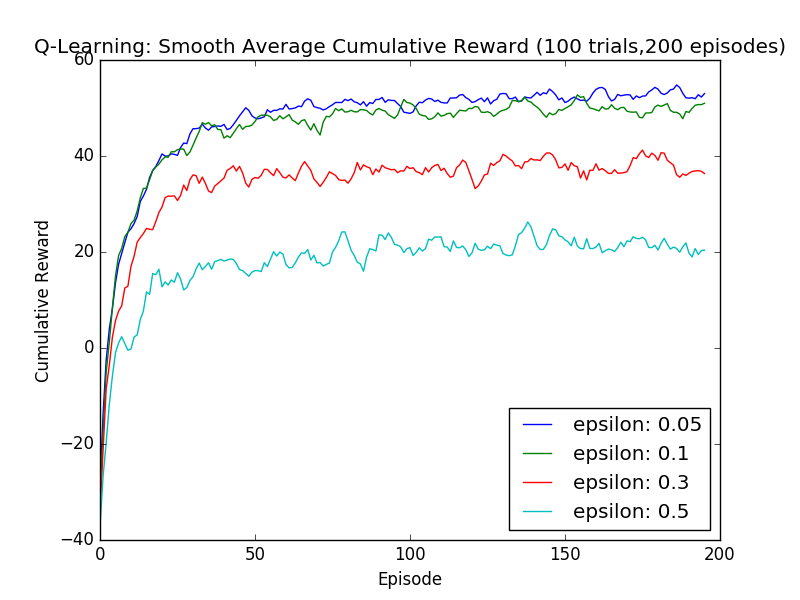 Q-Learning: Smooth Average Cumulative Reward (100 trials,200 episodes)
60
40
20
0
−20
−40
Cumulative Reward
0
50
100
150
200
Episode
epsilon: 0.05
epsilon: 0.1
epsilon: 0.3
epsilon: 0.5